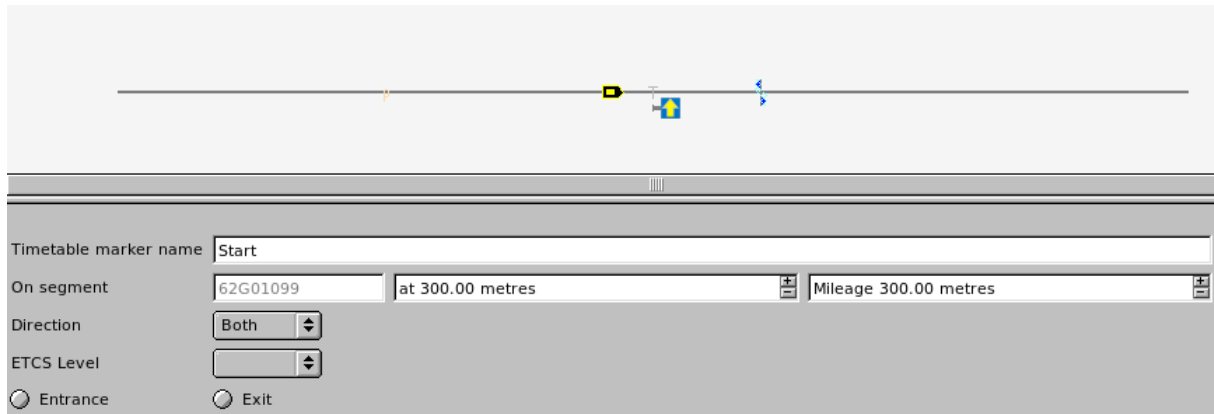 Timetable marker name Start
On segment 62G01099 at 300.00 metres Mileage 300.00 metres
Direction Both
ETCS Level
Entrance Exit